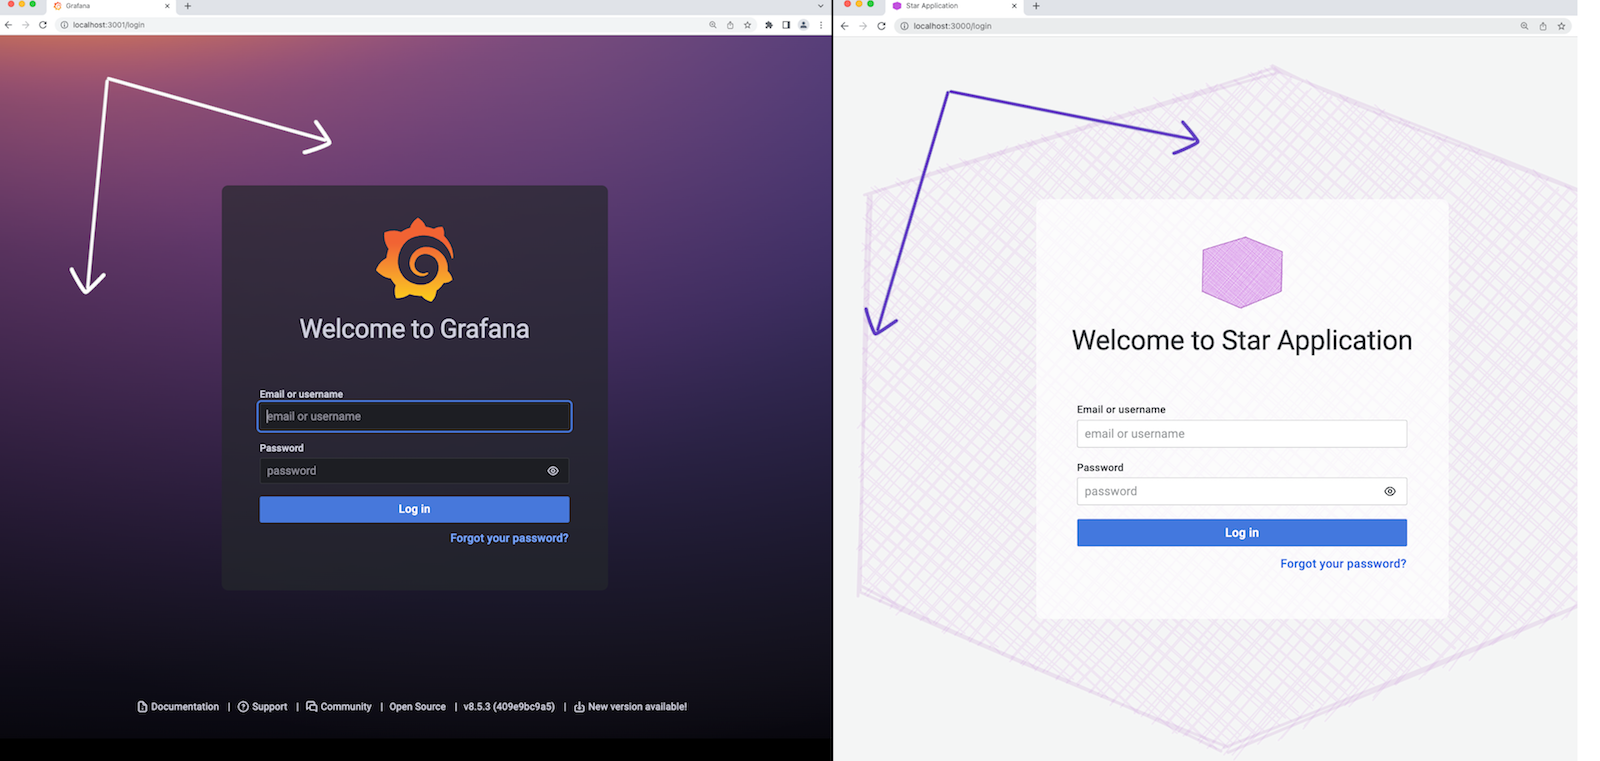 Grafana
localhost:3001/login
Welcome to Grafana
Email or username
email or username
Password
password
Log in
Forgot your password?
Documentation | Support | Community | Open Source | v8.5.3 (409e9bc9a5) | New version available!
Star Application
localhost:3000/login
Welcome to Star Application
Email or username
email or username
Password
password
Log in
Forgot your password?